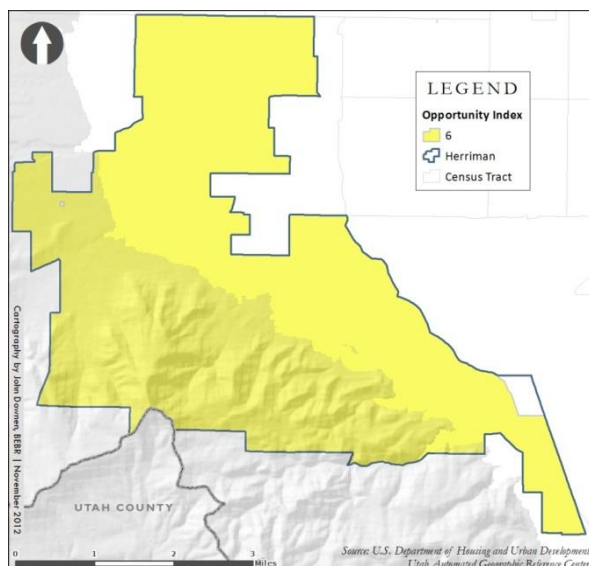 LEGEND
Opportunity Index
6
Herriman
Census Tract
Cartography by John Downen, BEBR | November 2012
UTAH COUNTY
0 1 2 3 Miles
Source: U.S. Department of Housing and Urban Development
Utah Automated Geographic Reference Center